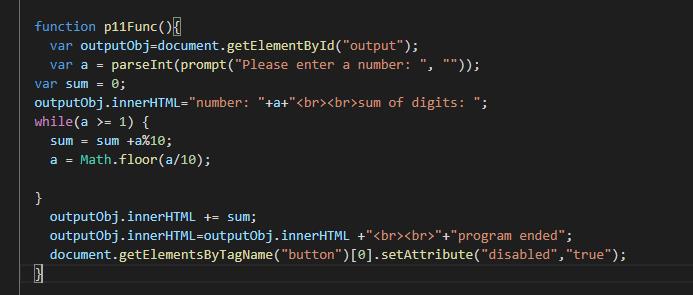 function p11Func(){
var outputObj=document.getElementById("output");
var a = parseInt(prompt("Please enter a number: ", ""));
var sum = 0;
outputObj.innerHTML="number: "+a+"<br><br>sum of digits: ";
while(a >= 1) {
sum = sum +a%10;
a = Math.floor(a/10);
}
outputObj.innerHTML += sum;
outputObj.innerHTML=outputObj.innerHTML +"<br><br>"+"program ended";
document.getElementsByTagName("button")[0].setAttribute("disabled","true");
}